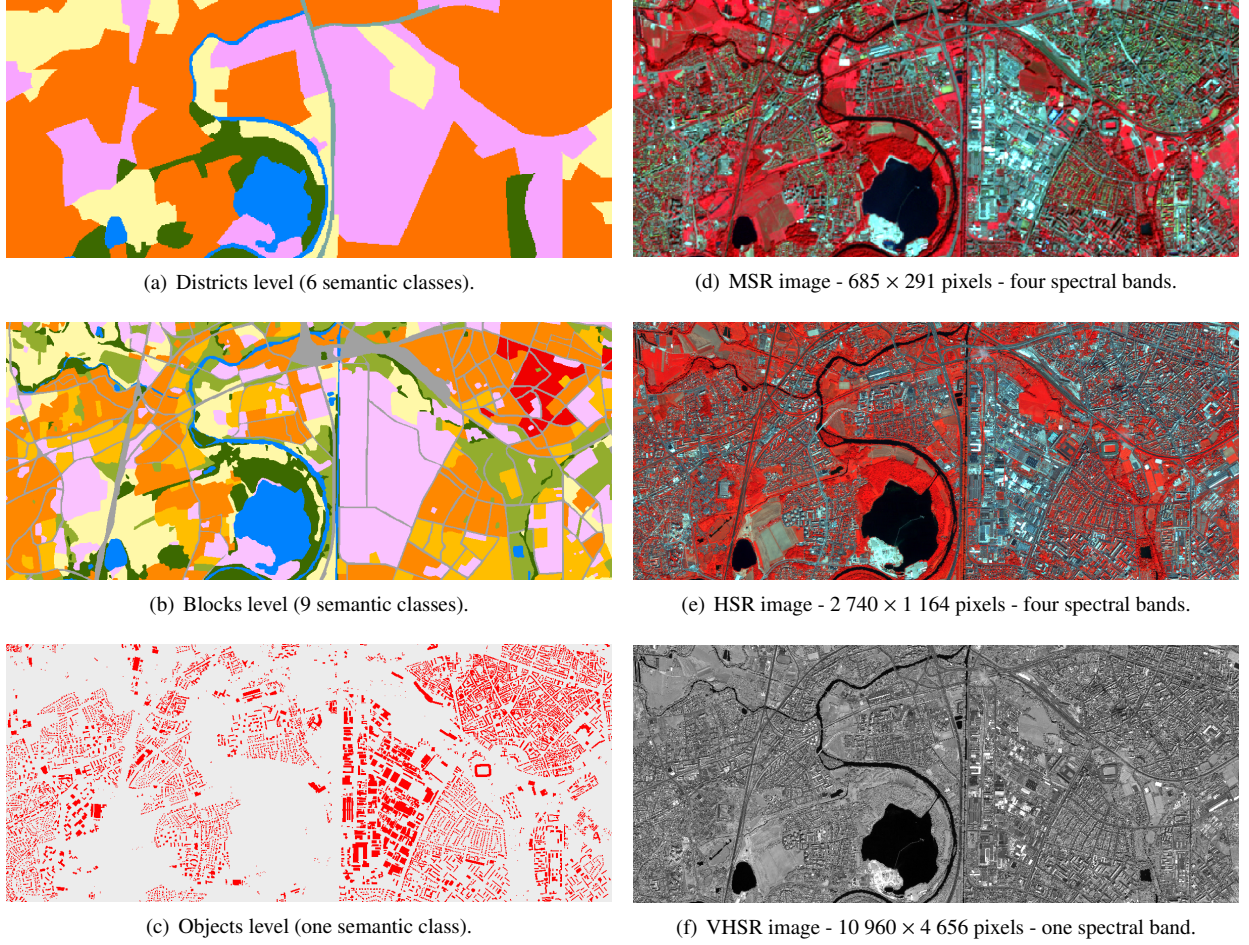 (a) Districts level (6 semantic classes).
(d) MSR image - 685 × 291 pixels - four spectral bands.
(b) Blocks level (9 semantic classes).
(e) HSR image - 2 740 × 1 164 pixels - four spectral bands.
(c) Objects level (one semantic class).
(f) VHSR image - 10 960 × 4 656 pixels - one spectral band.